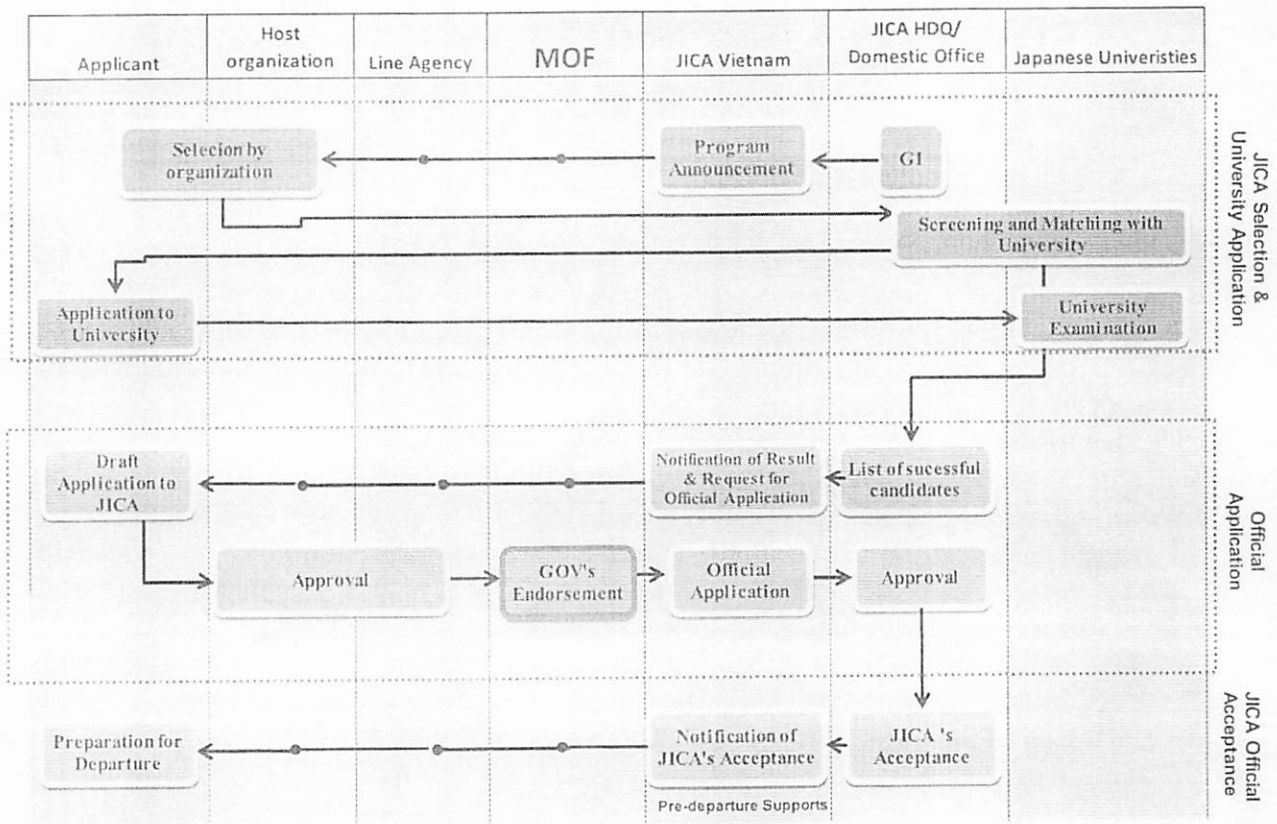 Applicant
Host
organization
Line Agency
MOF
JICA Vietnam
JICA HDQ/
Domestic Office
Japanese Univeristies
Selecion by
organization
Program
Announcement
GI
Screening and Matching with
University
Application to
University
University
Examination
JICA Selection &
University Application
Draft
Application to
JICA
Notification of Result
& Request for
Official Application
List of sucessful
candidates
Approval
GOV's
Endorsement
Official
Application
Approval
Official
Application
Preparation for
Departure
Notification of
JICA's Acceptance
JICA 's
Acceptance
Pre-departure Supports
JICA Official
Acceptance